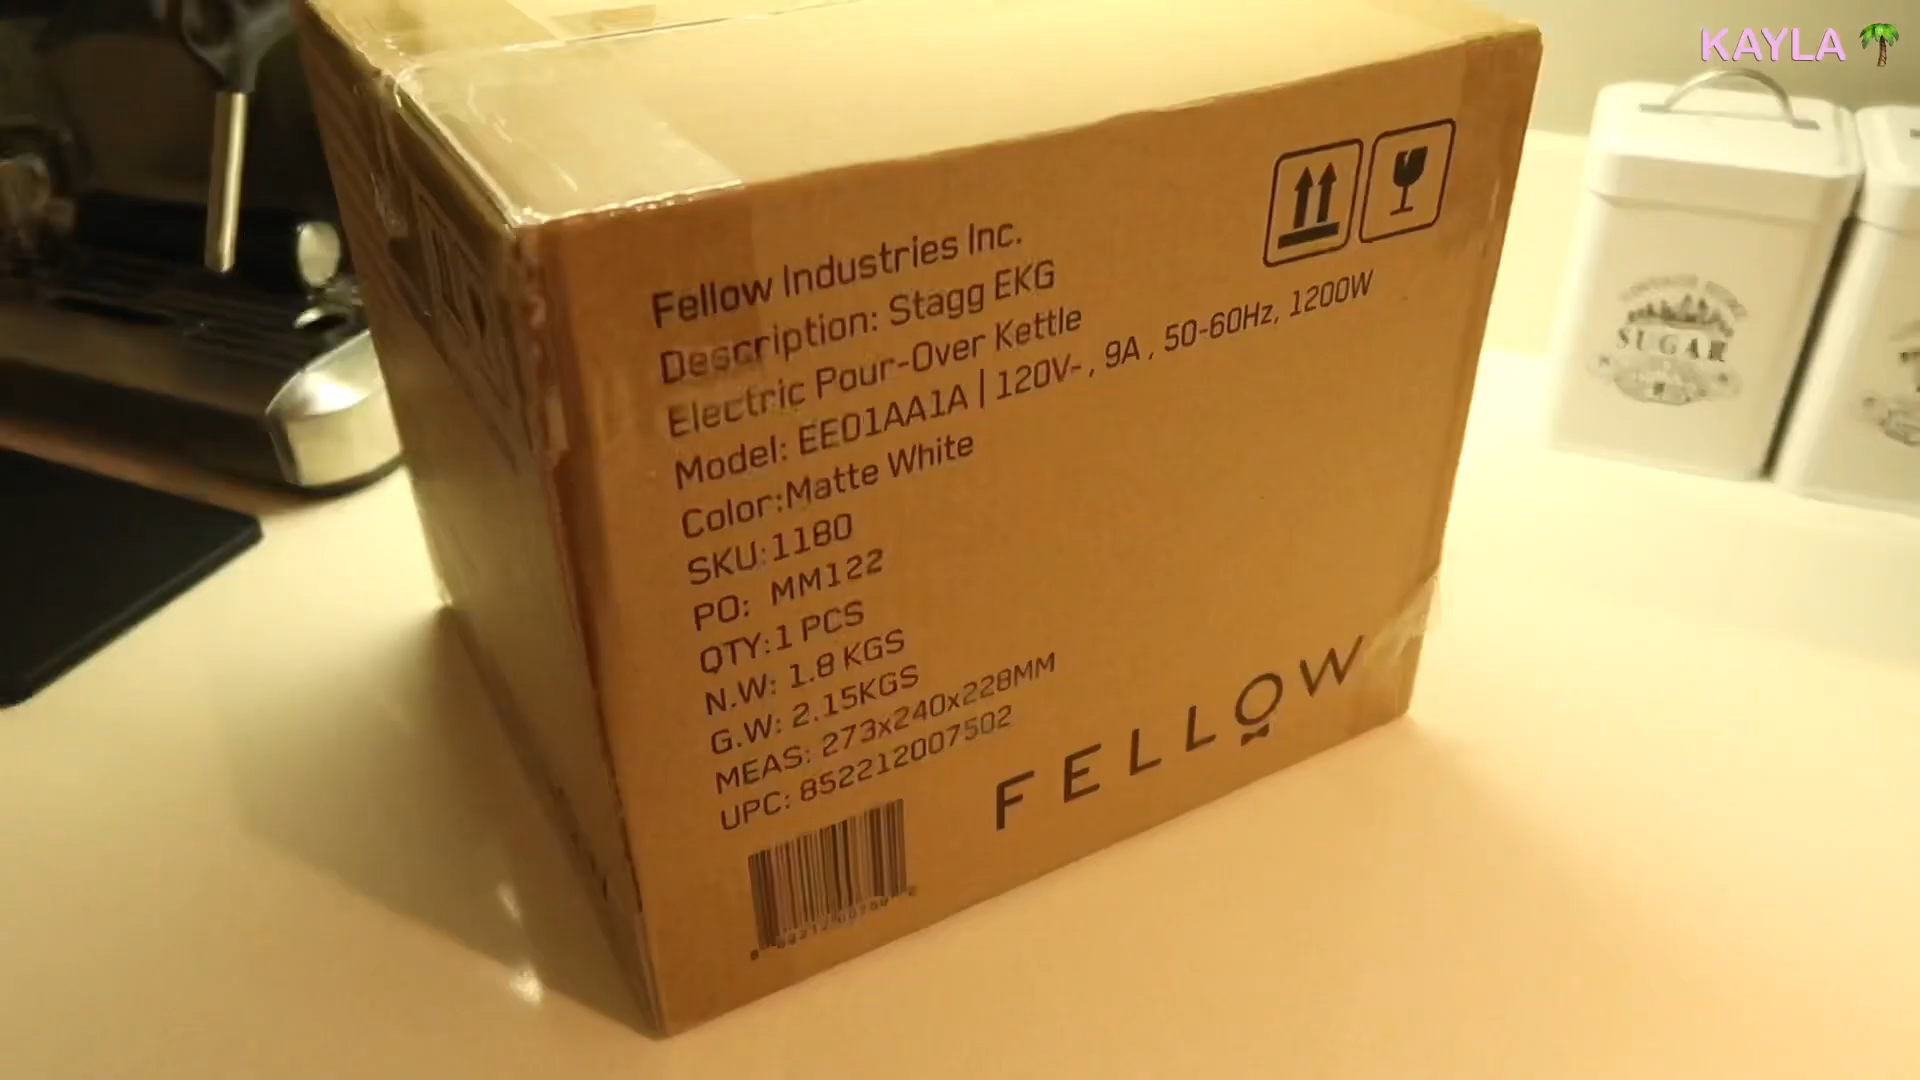 KAYLA 🌴
Fellow Industries Inc.
Description: Stagg EKG
Electric Pour-Over Kettle
Model: EE01AA1A | 120V~, 9A , 50-60Hz, 1200W
Color:Matte White
SKU:1180
PO: MM122
QTY:1 PCS
N.W: 1.8 KGS
G.W: 2.15KGS
MEAS: 273x240x228MM
UPC: 852212007502
FELLOW
SUGAR